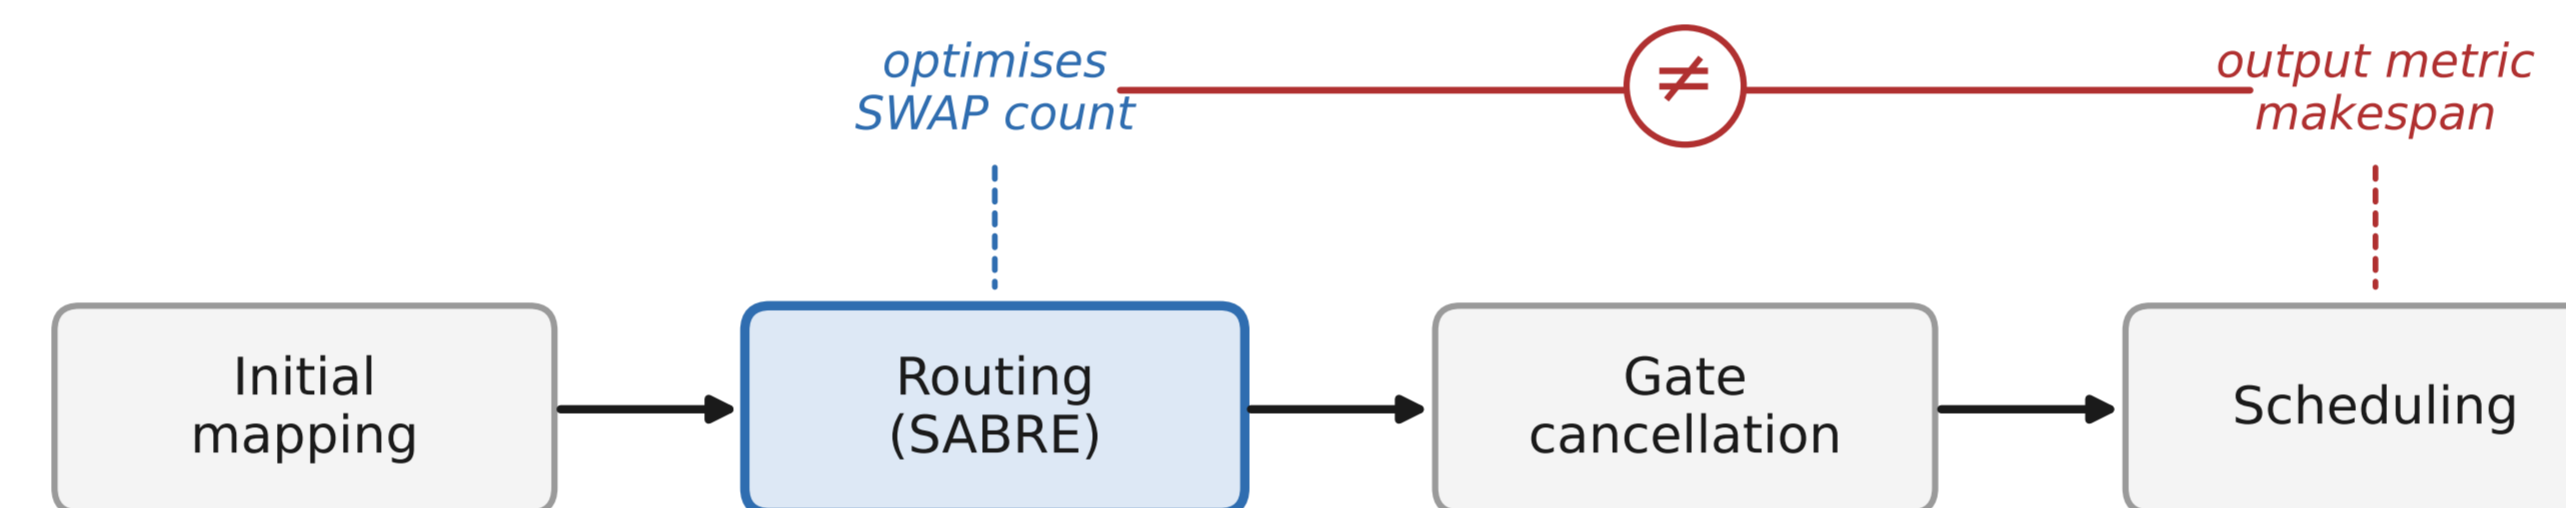 optimises
SWAP count
≠
output metric
makespan
Initial
mapping
Routing
(SABRE)
Gate
cancellation
Scheduling